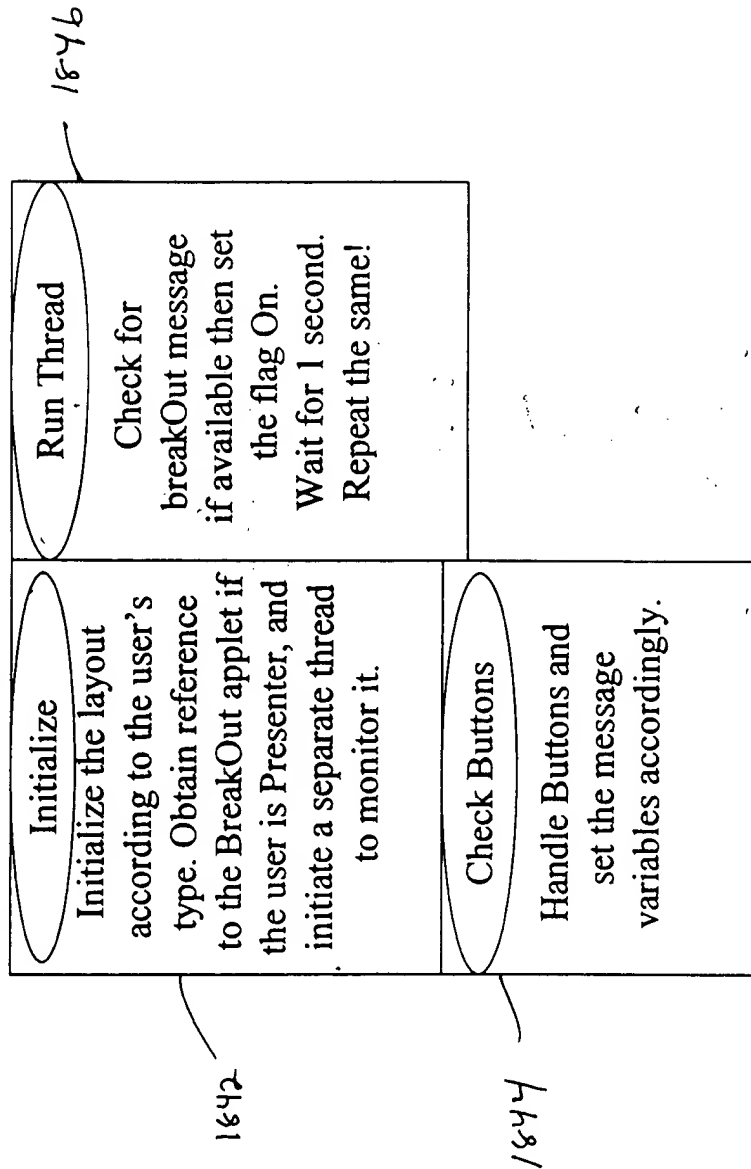 Initialize
Initialize the layout
according to the user's
type. Obtain reference
to the BreakOut applet if
the user is Presenter, and
initiate a separate thread
to monitor it.
1842
Run Thread
Check for
breakOut message
if available then set
the flag On.
Wait for 1 second.
Repeat the same!
1846
Check Buttons
Handle Buttons and
set the message
variables accordingly.
1844